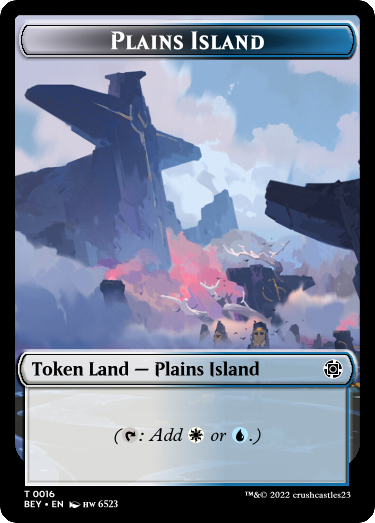 PLAINS ISLAND
Token Land — Plains Island
(: Add or .)
T 0016
BEY • EN HW 6523
™&© 2022 crushcastles23